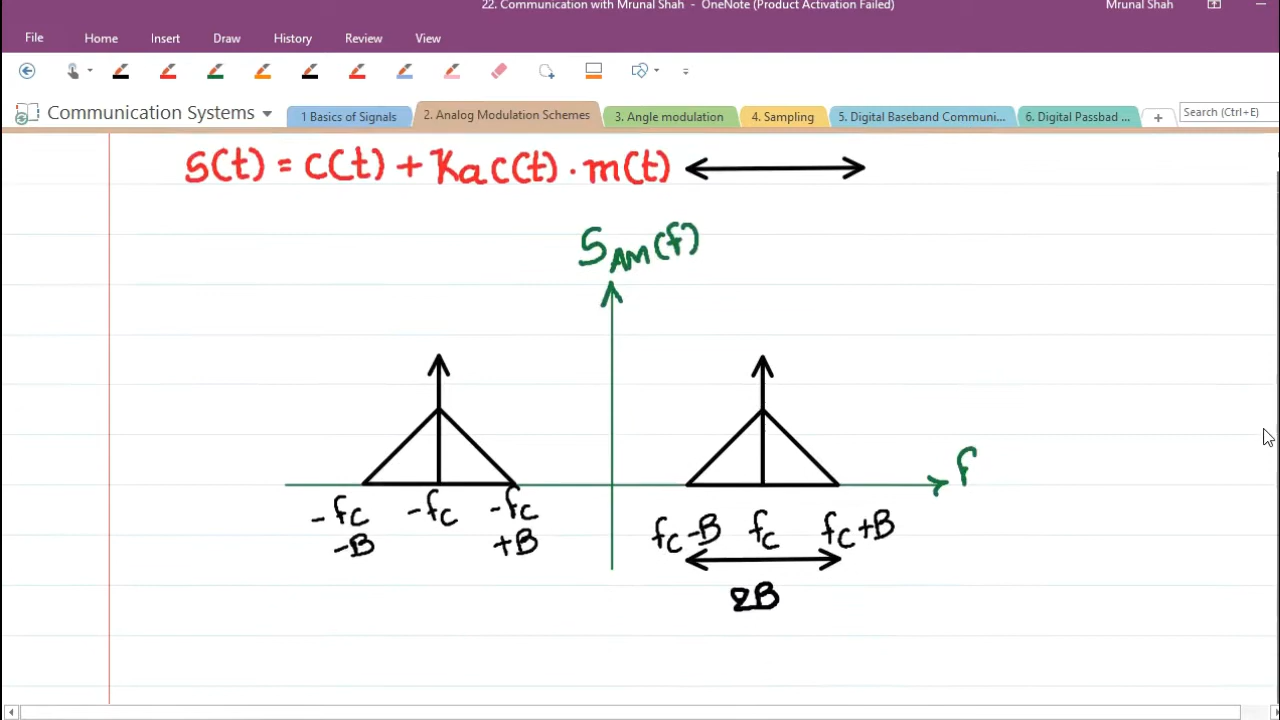 22. Communication with Mrunal Shah - OneNote (Product Activation Failed) Mrunal Shah
File Home Insert Draw History Review View
Communication Systems 1 Basics of Signals 2. Analog Modulation Schemes 3. Angle modulation 4. Sampling 5. Digital Baseband Communi... 6. Digital Passbad ... + Search (Ctrl+E)
S(t) = C(t) + Ka C(t) · m(t)
SAM(f)
f
-fc -fc -fc fc-B fc fc+B
-B +B
2B